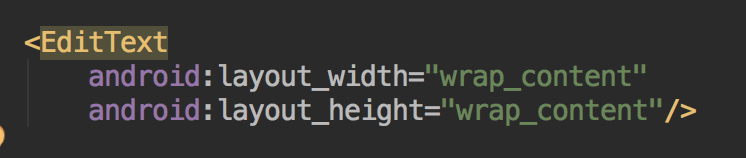 <EditText
android:layout_width="wrap_content"
android:layout_height="wrap_content"/>